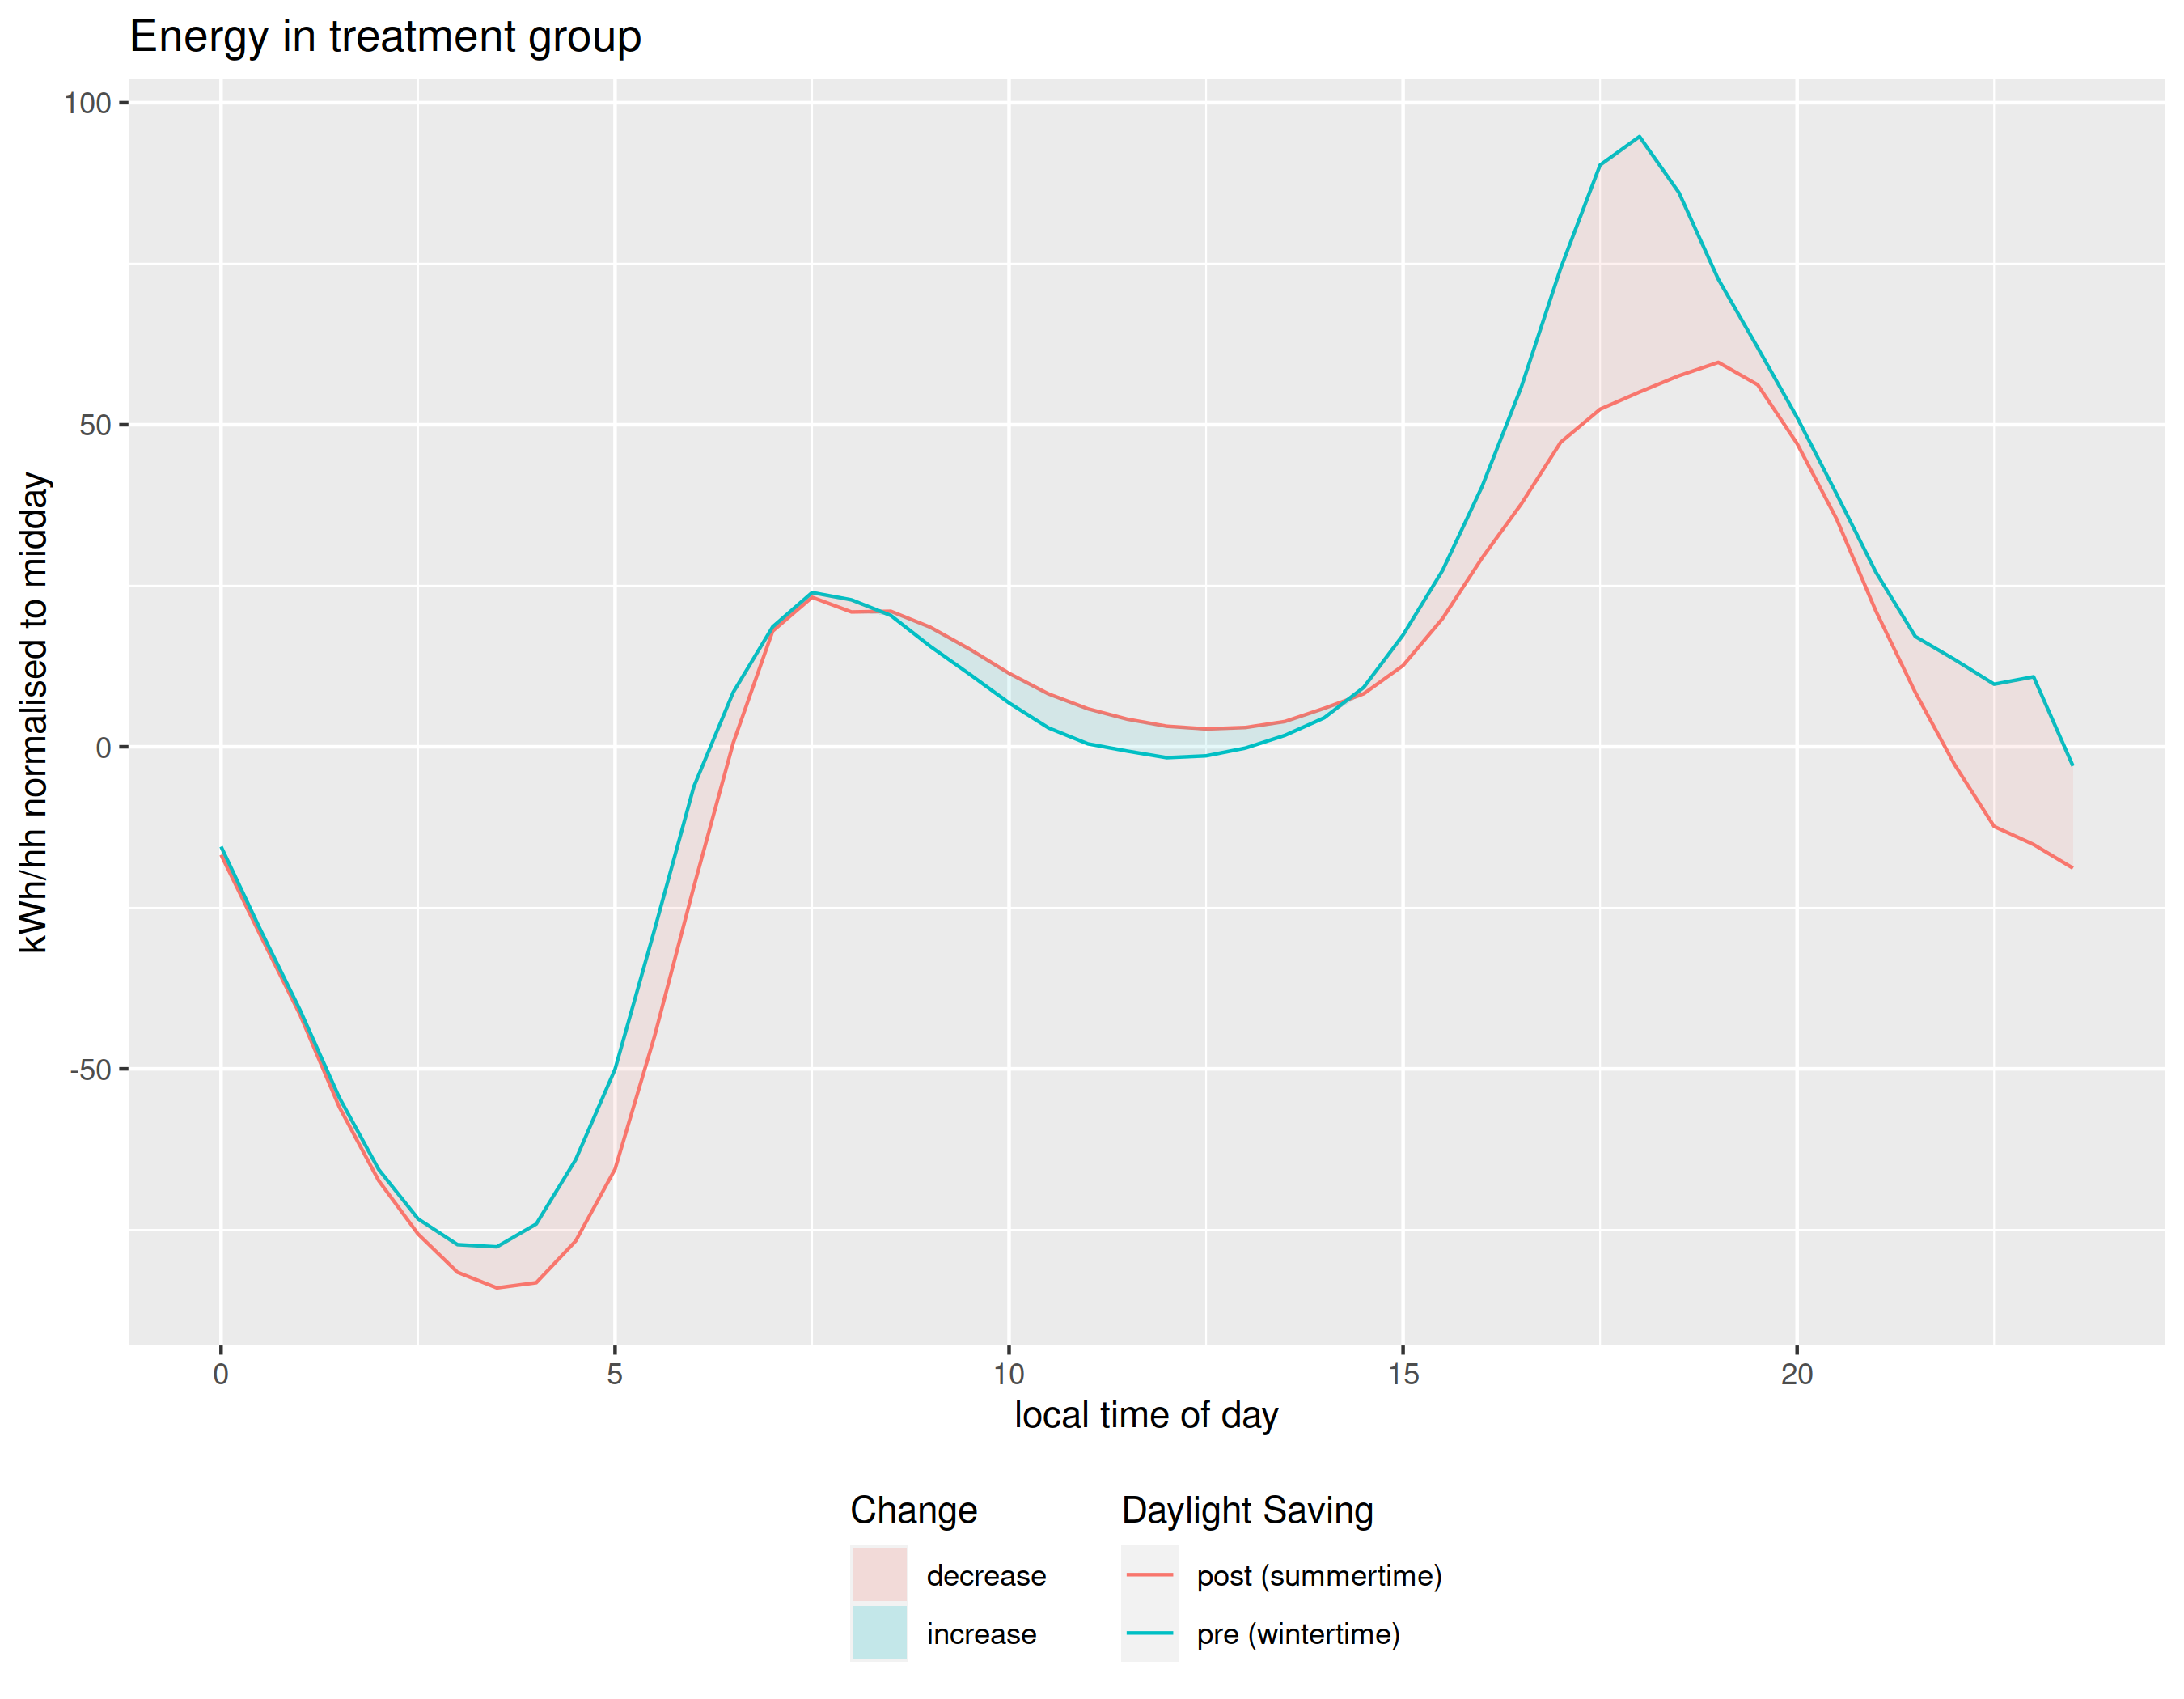 Energy in treatment group
100
50
0
-50
kWh/hh normalised to midday
0 5 10 15 20
local time of day
Change
decrease
increase
Daylight Saving
post (summertime)
pre (wintertime)